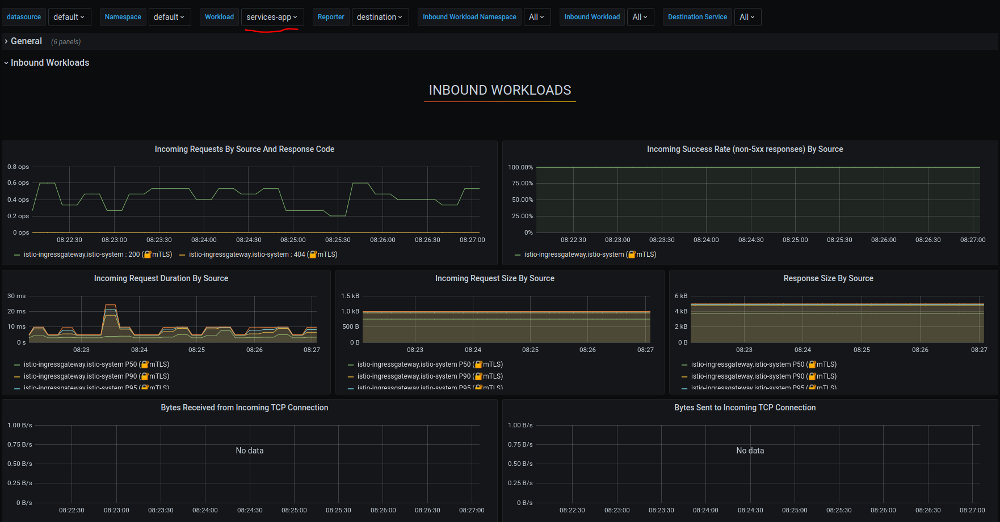 datasource default Namespace default Workload services-app Reporter destination Inbound Workload Namespace All Inbound Workload All Destination Service All
General (6 panels)
Inbound Workloads
INBOUND WORKLOADS
Incoming Requests By Source And Response Code
0.8 ops
0.6 ops
0.4 ops
0.2 ops
0 ops
08:22:30 08:23:00 08:23:30 08:24:00 08:24:30 08:25:00 08:25:30 08:26:00 08:26:30 08:27:00
istio-ingressgateway.istio-system : 200 (🔐mTLS) istio-ingressgateway.istio-system : 404 (🔐mTLS)
Incoming Success Rate (non-5xx responses) By Source
100.00%
75.00%
50.00%
25.00%
0%
08:22:30 08:23:00 08:23:30 08:24:00 08:24:30 08:25:00 08:25:30 08:26:00 08:26:30 08:27:00
istio-ingressgateway.istio-system (🔐mTLS)
Incoming Request Duration By Source
30 ms
20 ms
10 ms
0 s
08:23 08:24 08:25 08:26 08:27
istio-ingressgateway.istio-system P50 (🔐mTLS)
istio-ingressgateway.istio-system P90 (🔐mTLS)
istio-ingressgateway.istio-system P95 (🔐mTLS)
Incoming Request Size By Source
1.5 kB
1.0 kB
500 B
0 B
08:23 08:24 08:25 08:26 08:27
istio-ingressgateway.istio-system P50 (🔐mTLS)
istio-ingressgateway.istio-system P90 (🔐mTLS)
istio-ingressgateway.istio-system P95 (🔐mTLS)
Response Size By Source
6 kB
4 kB
2 kB
0 B
08:23 08:24 08:25 08:26 08:27
istio-ingressgateway.istio-system P50 (🔐mTLS)
istio-ingressgateway.istio-system P90 (🔐mTLS)
istio-ingressgateway.istio-system P95 (🔐mTLS)
Bytes Received from Incoming TCP Connection
1.00 B/s
0.75 B/s
No data
0.50 B/s
0.25 B/s
0 B/s
08:22:30 08:23:00 08:23:30 08:24:00 08:24:30 08:25:00 08:25:30 08:26:00 08:26:30 08:27:00
Bytes Sent to Incoming TCP Connection
1.00 B/s
0.75 B/s
No data
0.50 B/s
0.25 B/s
0 B/s
08:22:30 08:23:00 08:23:30 08:24:00 08:24:30 08:25:00 08:25:30 08:26:00 08:26:30 08:27:00